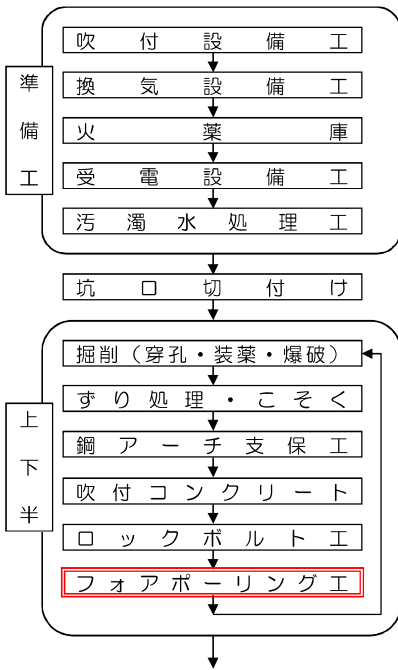 準備工
吹付設備工
換気設備工
火薬庫
受電設備工
汚濁水処理工
坑口切付け
上下半
掘削(穿孔・装薬・爆破)
ずり処理・こそく
鋼アーチ支保工
吹付コンクリート
ロックボルト工
フォアポーリング工